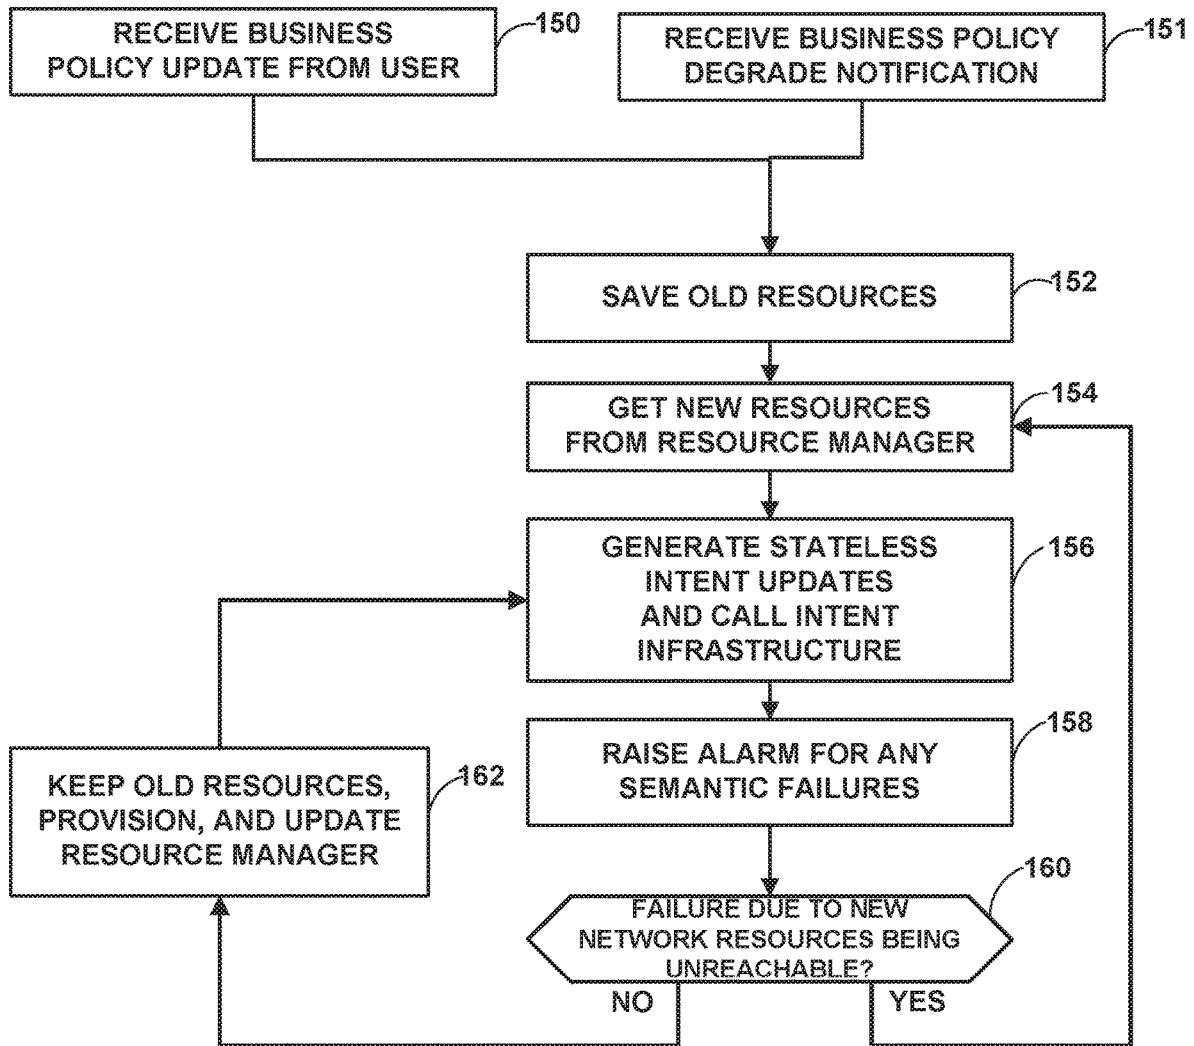 RECEIVE BUSINESS
POLICY UPDATE FROM USER
150
RECEIVE BUSINESS POLICY
DEGRADE NOTIFICATION
151
SAVE OLD RESOURCES
152
GET NEW RESOURCES
FROM RESOURCE MANAGER
154
GENERATE STATELESS
INTENT UPDATES
AND CALL INTENT
INFRASTRUCTURE
156
RAISE ALARM FOR ANY
SEMANTIC FAILURES
158
KEEP OLD RESOURCES,
PROVISION, AND UPDATE
RESOURCE MANAGER
162
FAILURE DUE TO NEW
NETWORK RESOURCES BEING
UNREACHABLE?
160
NO
YES